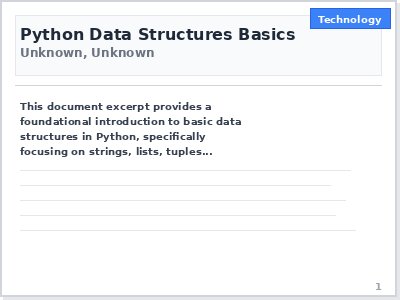 Technology
Python Data Structures Basics
Unknown, Unknown
This document excerpt provides a
foundational introduction to basic data
structures in Python, specifically
focusing on strings, lists, tuples...
1